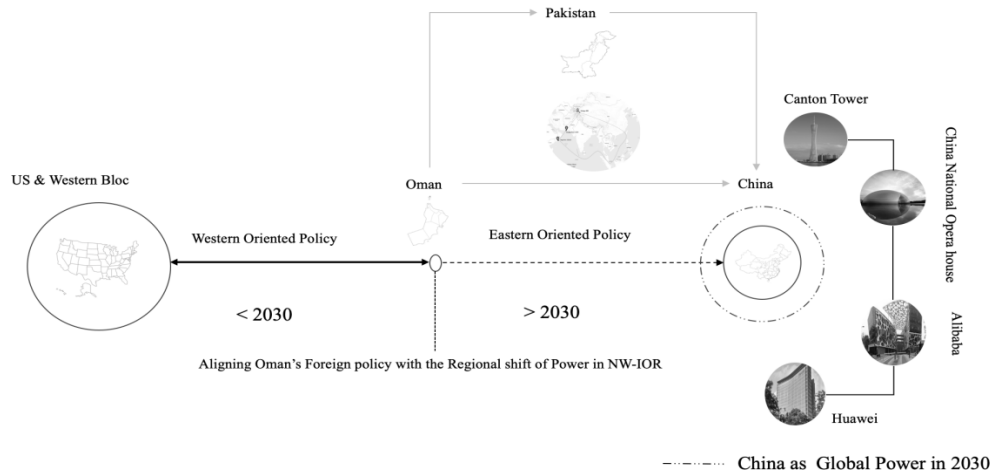 Pakistan
Canton Tower
China National Opera house
US & Western Bloc
Oman
China
Western Oriented Policy
Eastern Oriented Policy
< 2030
> 2030
Alibaba
Aligning Oman's Foreign policy with the Regional shift of Power in NW-IOR
Huawei
China as Global Power in 2030